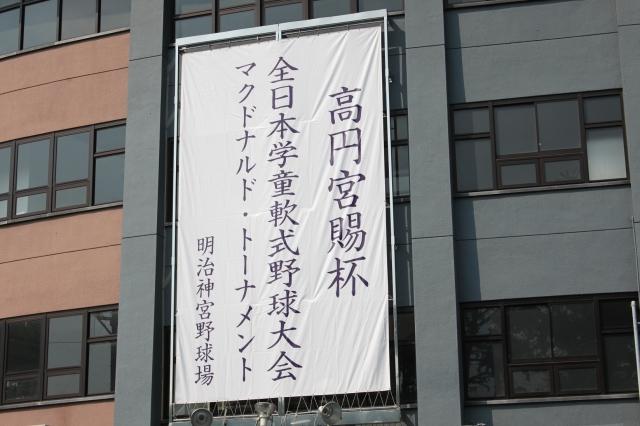 高円宮賜杯
全日本学童軟式野球大会
マクドナルド・トーナメント
明治神宮野球場